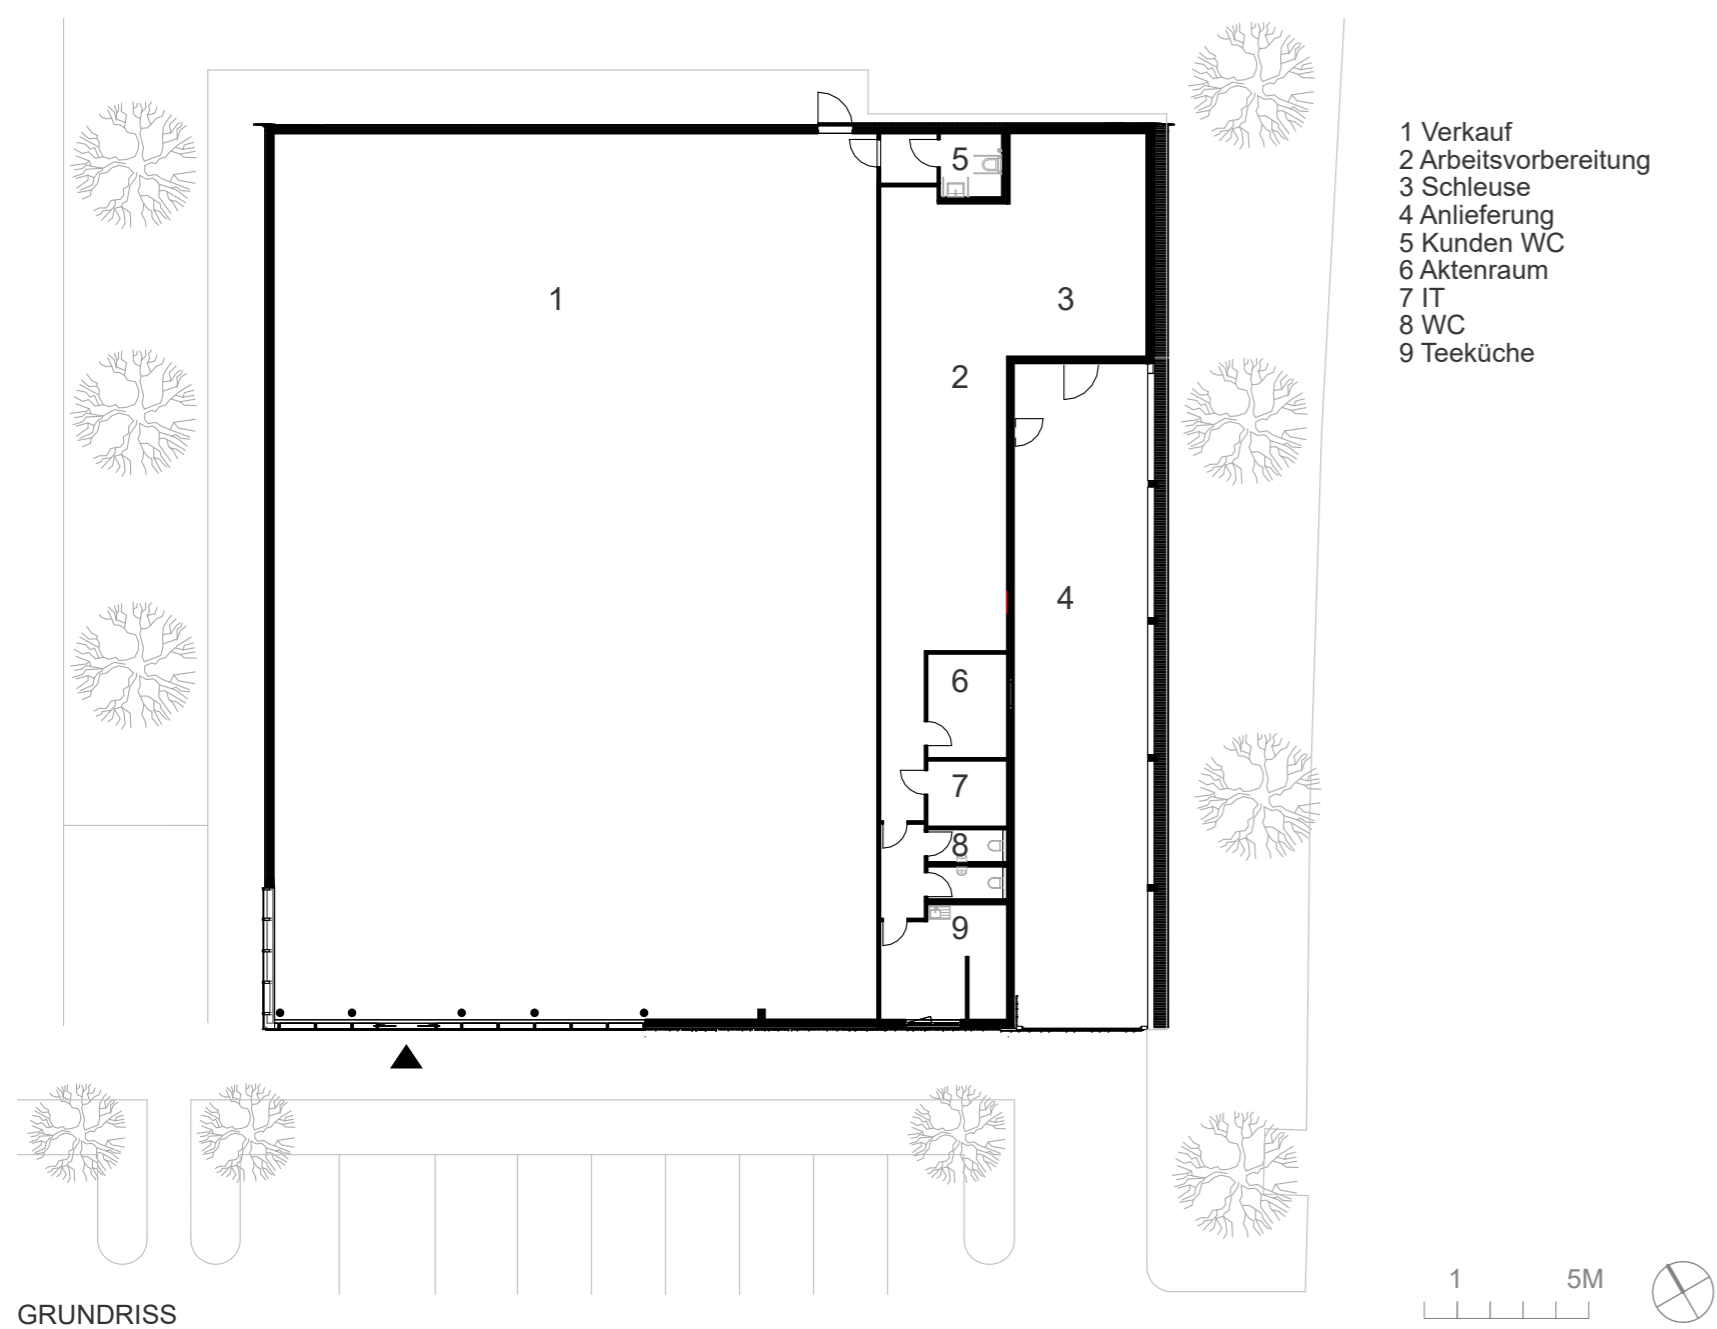 1 Verkauf
2 Arbeitsvorbereitung
3 Schleuse
4 Anlieferung
5 Kunden WC
6 Aktenraum
7 IT
8 WC
9 Teeküche
5
1
3
2
4
6
7
8
9
1 5M
GRUNDRISS